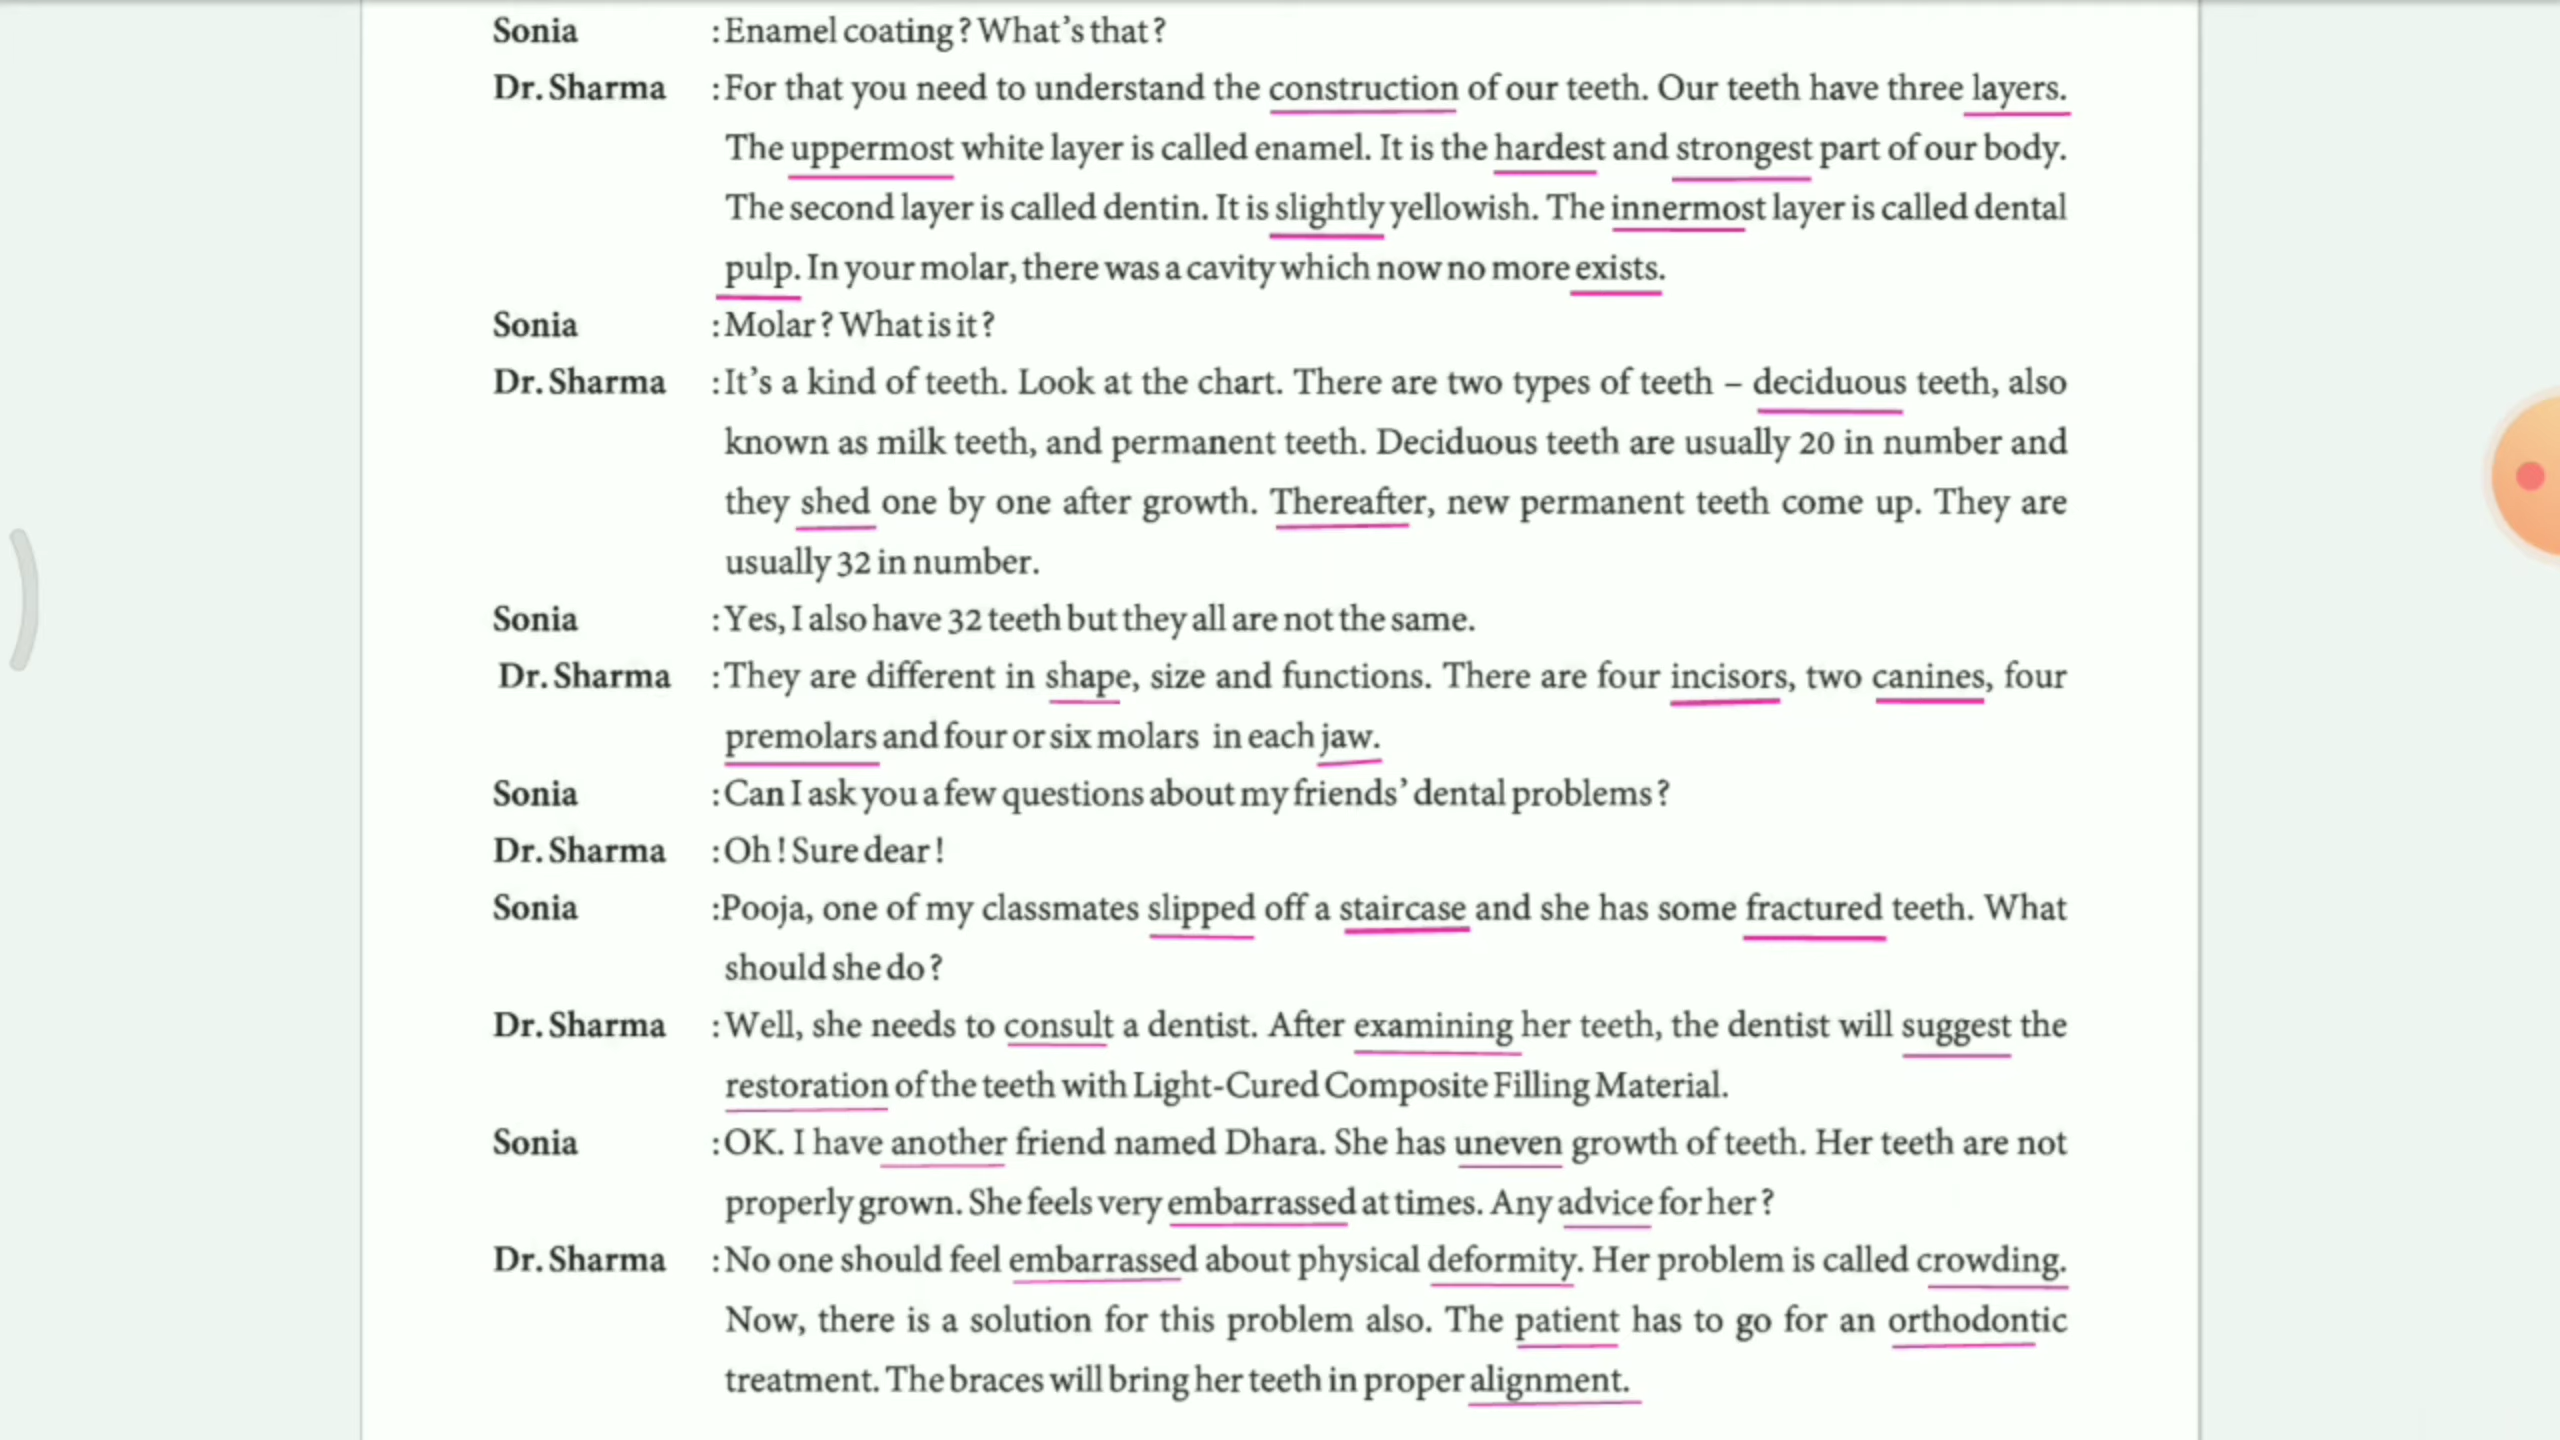 Sonia : Enamel coating? What's that?
Dr. Sharma : For that you need to understand the construction of our teeth. Our teeth have three layers.
The uppermost white layer is called enamel. It is the hardest and strongest part of our body.
The second layer is called dentin. It is slightly yellowish. The innermost layer is called dental
pulp. In your molar, there was a cavity which now no more exists.
Sonia : Molar? What is it?
Dr. Sharma : It's a kind of teeth. Look at the chart. There are two types of teeth – deciduous teeth, also
known as milk teeth, and permanent teeth. Deciduous teeth are usually 20 in number and
they shed one by one after growth. Thereafter, new permanent teeth come up. They are
usually 32 in number.
Sonia : Yes, I also have 32 teeth but they all are not the same.
Dr. Sharma : They are different in shape, size and functions. There are four incisors, two canines, four
premolars and four or six molars in each jaw.
Sonia : Can I ask you a few questions about my friends' dental problems?
Dr. Sharma : Oh! Sure dear!
Sonia :Pooja, one of my classmates slipped off a staircase and she has some fractured teeth. What
should she do?
Dr. Sharma : Well, she needs to consult a dentist. After examining her teeth, the dentist will suggest the
restoration of the teeth with Light-Cured Composite Filling Material.
Sonia : OK. I have another friend named Dhara. She has uneven growth of teeth. Her teeth are not
properly grown. She feels very embarrassed at times. Any advice for her?
Dr. Sharma : No one should feel embarrassed about physical deformity. Her problem is called crowding.
Now, there is a solution for this problem also. The patient has to go for an orthodontic
treatment. The braces will bring her teeth in proper alignment.